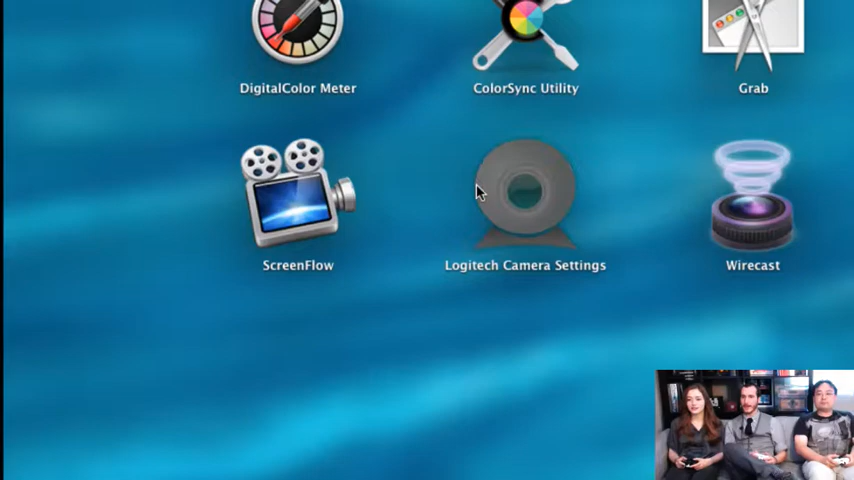 DigitalColor Meter
ColorSync Utility
Grab
ScreenFlow
Logitech Camera Settings
Wirecast